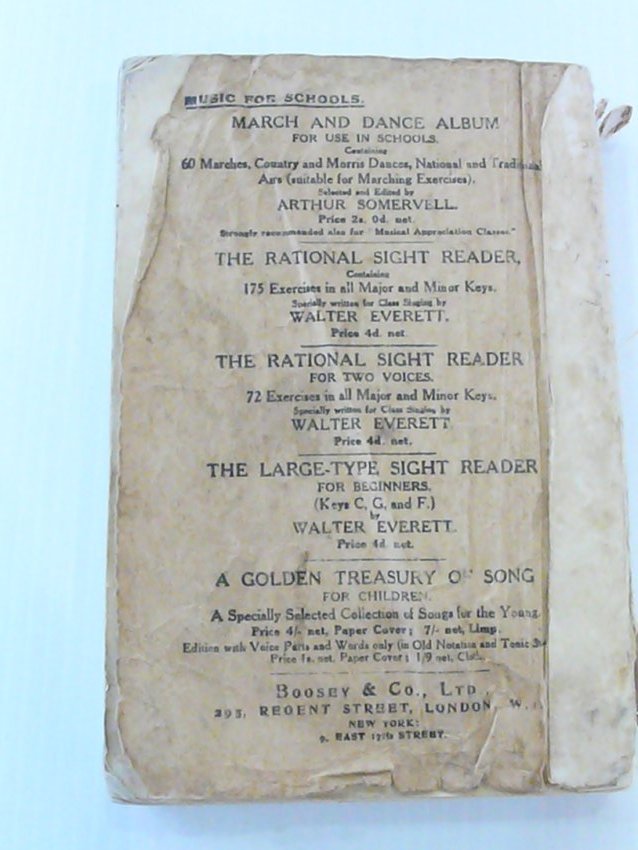 MUSIC FOR SCHOOLS.
MARCH AND DANCE ALBUM
FOR USE IN SCHOOLS.
Containing
60 Marches, Country and Morris Dances, National and Traditional
Airs (suitable for Marching Exercises).
Selected and Edited by
ARTHUR SOMERVELL.
Price 2s. 0d. net.
Strongly recommended also for "Musical Appreciation Classes."
THE RATIONAL SIGHT READER,
Containing
175 Exercises in all Major and Minor Keys.
Specially written for Class Singing by
WALTER EVERETT.
Price 4d. net.
THE RATIONAL SIGHT READER
FOR TWO VOICES.
72 Exercises in all Major and Minor Keys.
Specially written for Class Singing by
WALTER EVERETT
Price 4d. net.
THE LARGE-TYPE SIGHT READER
FOR BEGINNERS.
(Keys C, G, and F.)
by
WALTER EVERETT.
Price 4d. net.
A GOLDEN TREASURY OF SONG
FOR CHILDREN.
A Specially Selected Collection of Songs for the Young.
Price 4/- net, Paper Cover; 7/- net, Limp.
Edition with Voice Parts and Words only (in Old Notation and Tonic
Price 1s. net. Paper Cover; 1/9 net, Cloth.
BOOSEY & CO., LTD.
295, REGENT STREET, LONDON, W.
NEW YORK:
9, EAST 17th STREET.